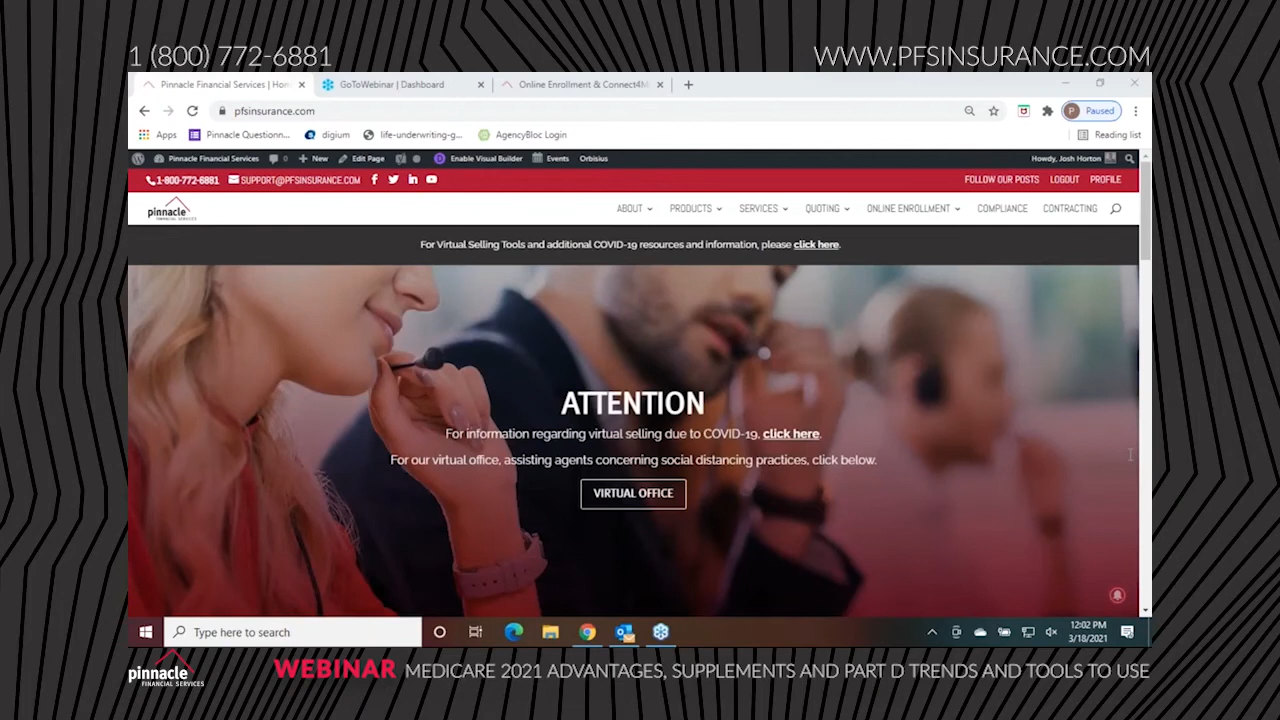 1 (800) 772-6881
WWW.PFSINSURANCE.COM
Pinnacle Financial Services | Hom
GoToWebinar | Dashboard
Online Enrollment & Connect4M
pfsinsurance.com
P Paused
Apps
Pinnacle Questionn...
digium
life-underwriting-g...
AgencyBloc Login
Reading list
Pinnacle Financial Services
0
New
Edit Page
Enable Visual Builder
Events
Orbisius
Howdy, Josh Horton
1-800-772-6881
SUPPORT@PFSINSURANCE.COM
FOLLOW OUR POSTS
LOGOUT
PROFILE
pinnacle
FINANCIAL SERVICES
ABOUT
PRODUCTS
SERVICES
QUOTING
ONLINE ENROLLMENT
COMPLIANCE
CONTRACTING
For Virtual Selling Tools and additional COVID-19 resources and information, please click here.
ATTENTION
For information regarding virtual selling due to COVID-19, click here.
For our virtual office, assisting agents concerning social distancing practices, click below.
VIRTUAL OFFICE
Type here to search
12:02 PM
3/18/2021
pinnacle
FINANCIAL SERVICES
WEBINAR MEDICARE 2021 ADVANTAGES, SUPPLEMENTS AND PART D TRENDS AND TOOLS TO USE